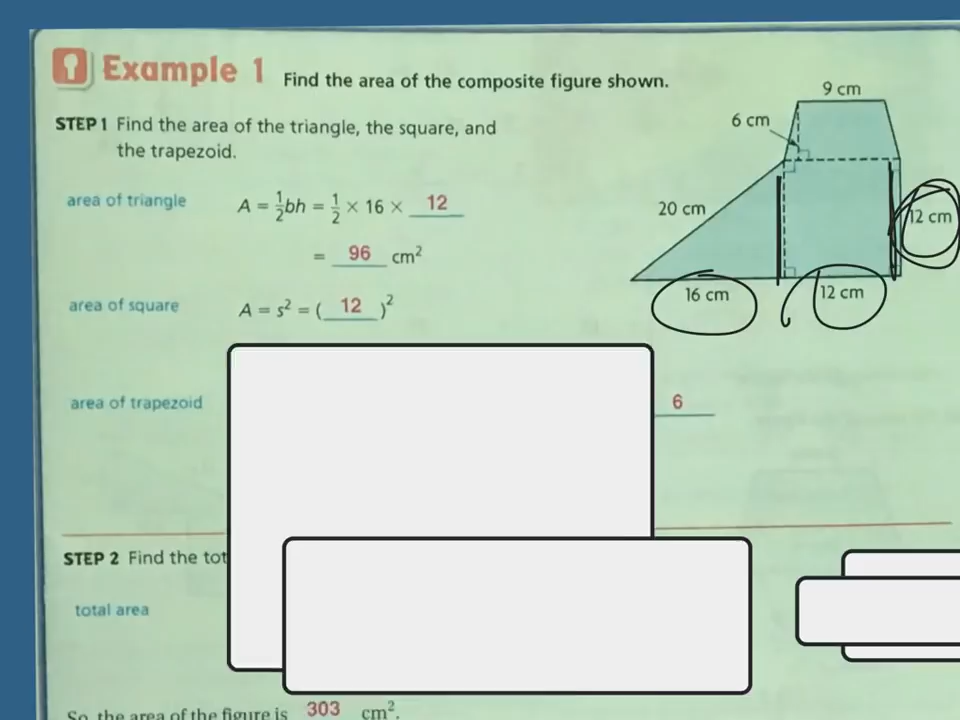 Example 1 Find the area of the composite figure shown.
STEP 1 Find the area of the triangle, the square, and
the trapezoid.
area of triangle A = 1/2 bh = 1/2 × 16 × 12
= 96 cm²
area of square A = s² = ( 12 )²
area of trapezoid 6
STEP 2 Find the tot
total area
So, the area of the figure is 303 cm².
9 cm
6 cm
20 cm
12 cm
16 cm
12 cm